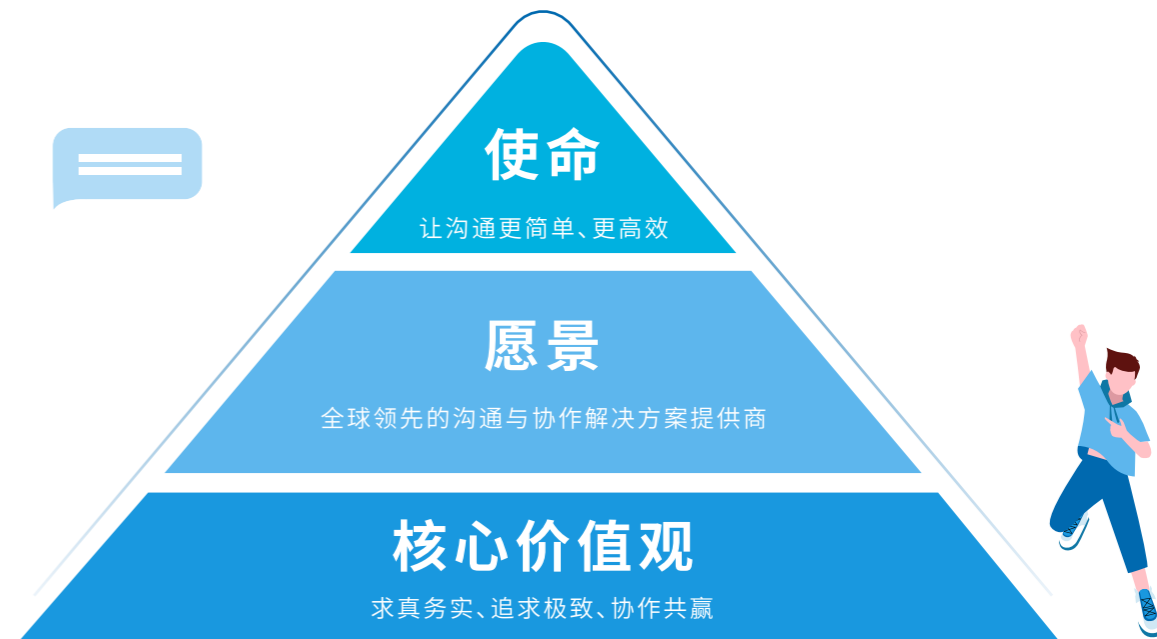 使命
让沟通更简单、更高效
愿景
全球领先的沟通与协作解决方案提供商
核心价值观
求真务实、追求极致、协作共赢